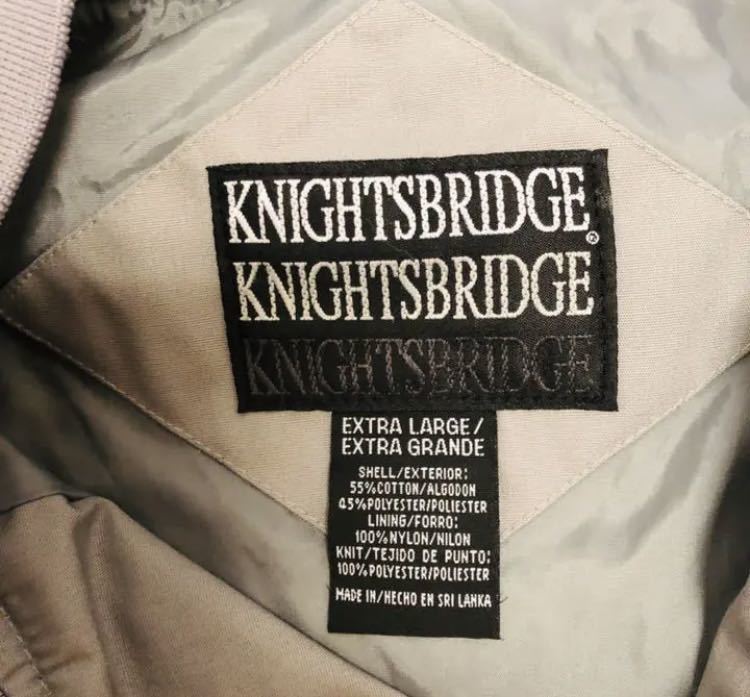 KNIGHTSBRIDGE
®
KNIGHTSBRIDGE
KNIGHTSBRIDGE
EXTRA LARGE/
EXTRA GRANDE
SHELL/EXTERIOR:
55%COTTON/ALGODON
45%POLYESTER/POLIESTER
LINING/FORRO:
100%NYLON/NILON
KNIT/TEJIDO DE PUNTO:
100%POLYESTER/POLIESTER
MADE IN/HECHO EN SRI LANKA